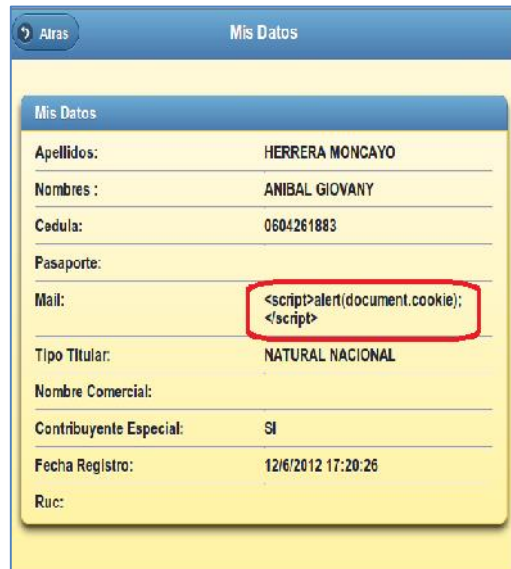 Atras Mis Datos
Mis Datos
Apellidos: HERRERA MONCAYO
Nombres : ANIBAL GIOVANY
Cedula: 0604261883
Pasaporte:
Mail: <script>alert(document.cookie);
</script>
Tipo Titular: NATURAL NACIONAL
Nombre Comercial:
Contribuyente Especial: SI
Fecha Registro: 12/6/2012 17:20:26
Ruc: